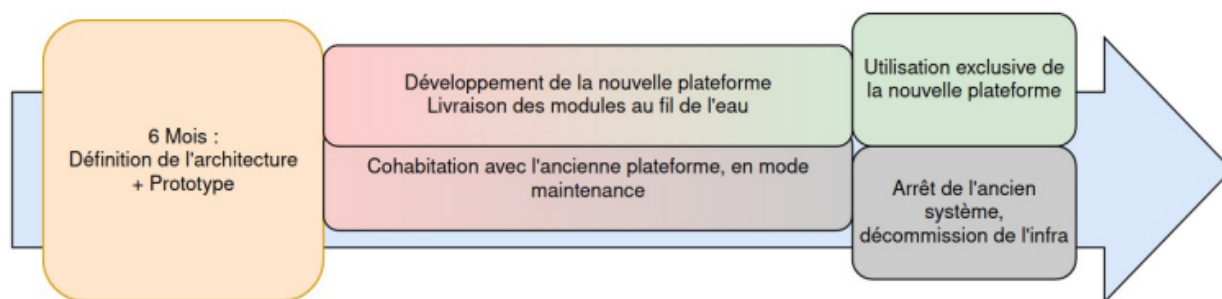 6 Mois :
Définition de l'architecture
+ Prototype
Développement de la nouvelle plateforme
Livraison des modules au fil de l'eau
Cohabitation avec l'ancienne plateforme, en mode
maintenance
Utilisation exclusive de
la nouvelle plateforme
Arrêt de l'ancien
système,
décommission de l'infra